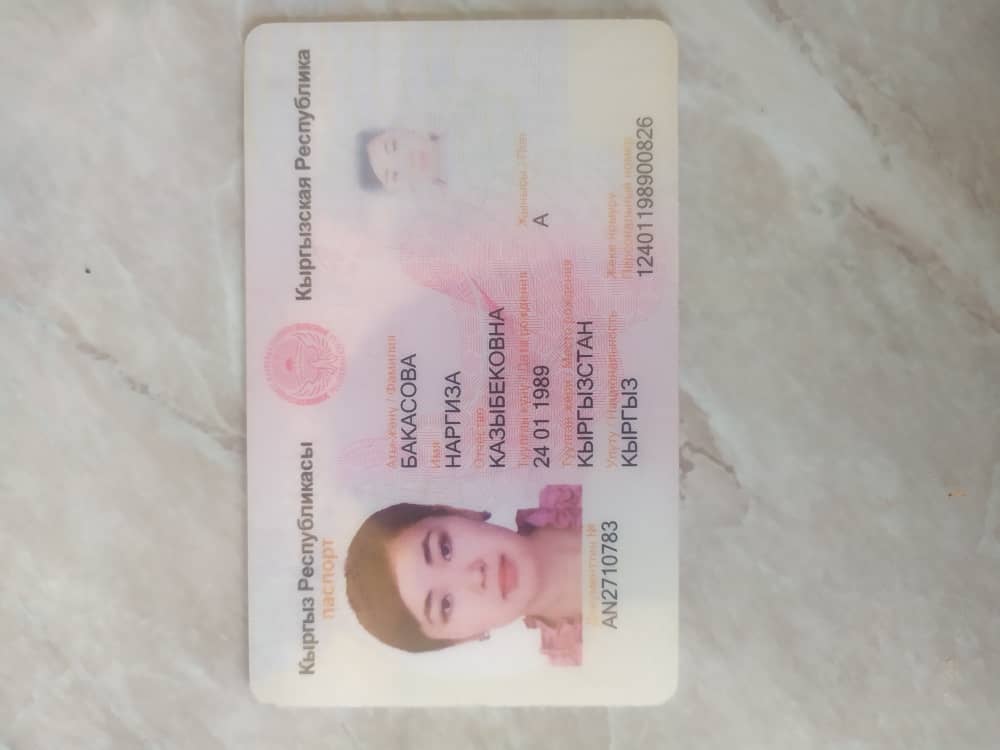 Кыргыз Республикасы Кыргызская Республика
паспорт
Аты-жөнү / Фамилия
БАКАСОВА
Имя
НАРГИЗА
Отчество
КАЗЫБЕКОВНА
Туулган күнү / Дата рождения Жынысы / Пол
24 01 1989 А
Туулган жери / Место рождения
КЫРГЫЗСТАН
Улуту / Национальность Жеке номуру
Персональный номер
КЫРГЫЗ 12401198900826
Документтин №
AN2710783